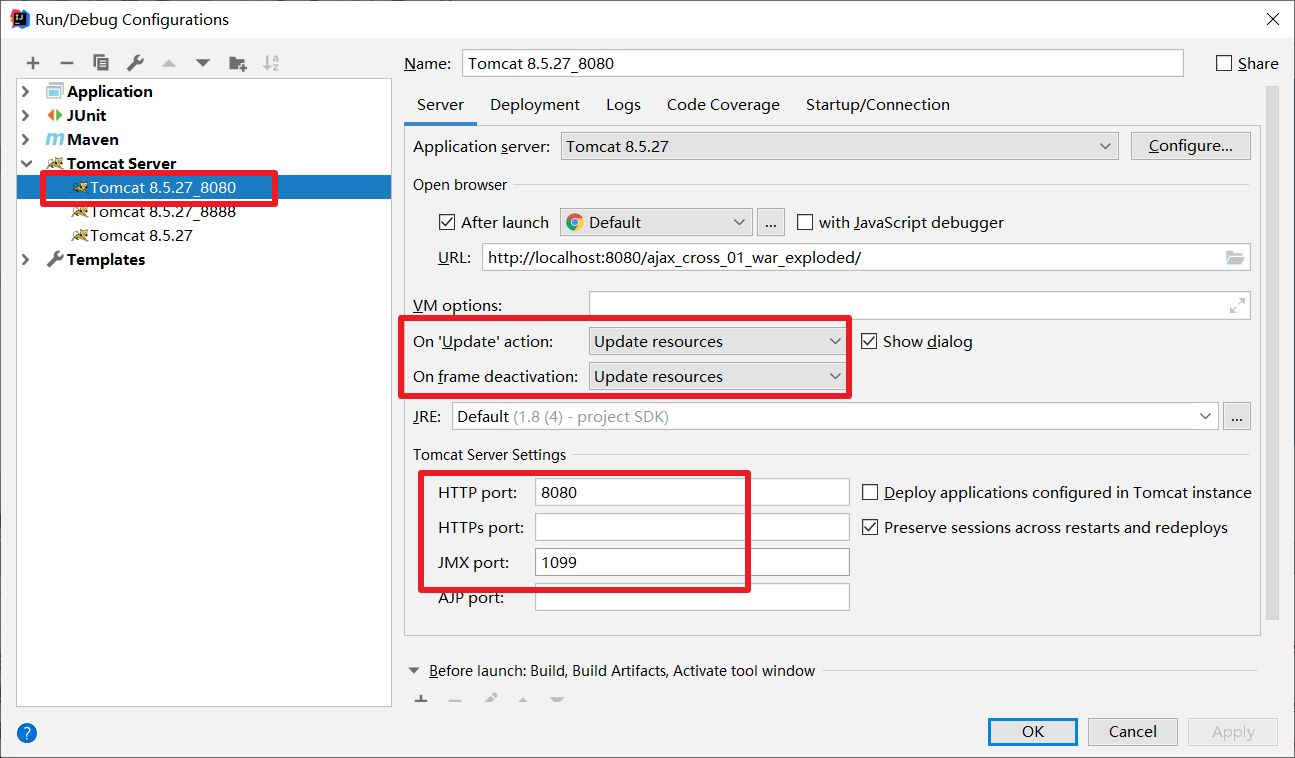 Run/Debug Configurations
Name: Tomcat 8.5.27_8080 Share
Application
JUnit
Maven
Tomcat Server
Tomcat 8.5.27_8080
Tomcat 8.5.27_8888
Tomcat 8.5.27
Templates
Server Deployment Logs Code Coverage Startup/Connection
Application server: Tomcat 8.5.27 Configure...
Open browser
After launch Default ... with JavaScript debugger
URL: http://localhost:8080/ajax_cross_01_war_exploded/
VM options:
On 'Update' action: Update resources Show dialog
On frame deactivation: Update resources
JRE: Default (1.8 (4) - project SDK) ...
Tomcat Server Settings
HTTP port: 8080 Deploy applications configured in Tomcat instance
HTTPs port: Preserve sessions across restarts and redeploys
JMX port: 1099
AJP port:
Before launch: Build, Build Artifacts, Activate tool window
? OK Cancel Apply